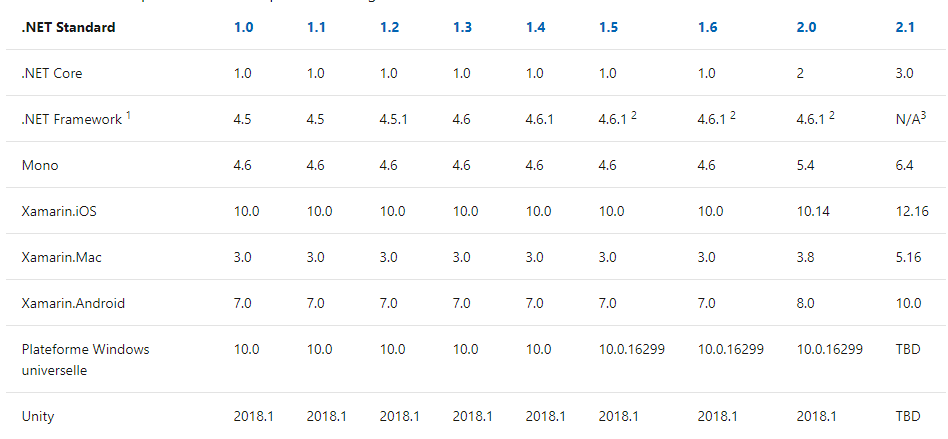 .NET Standard 1.0 1.1 1.2 1.3 1.4 1.5 1.6 2.0 2.1
.NET Core 1.0 1.0 1.0 1.0 1.0 1.0 1.0 2 3.0
.NET Framework 1 4.5 4.5 4.5.1 4.6 4.6.1 4.6.1 2 4.6.1 2 4.6.1 2 N/A3
Mono 4.6 4.6 4.6 4.6 4.6 4.6 4.6 5.4 6.4
Xamarin.iOS 10.0 10.0 10.0 10.0 10.0 10.0 10.0 10.14 12.16
Xamarin.Mac 3.0 3.0 3.0 3.0 3.0 3.0 3.0 3.8 5.16
Xamarin.Android 7.0 7.0 7.0 7.0 7.0 7.0 7.0 8.0 10.0
Plateforme Windows 10.0 10.0 10.0 10.0 10.0 10.0.16299 10.0.16299 10.0.16299 TBD
universelle
Unity 2018.1 2018.1 2018.1 2018.1 2018.1 2018.1 2018.1 2018.1 TBD